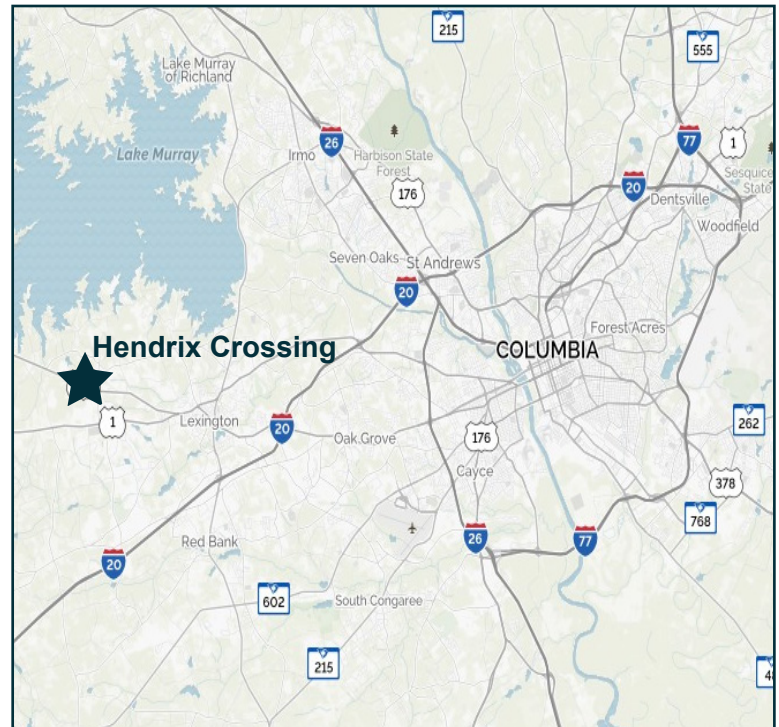 215
555
Lake Murray
of Richland
26
77
1
Lake Murray
Irmo
Harbison State
Forest
176
20
Dentsville
Sesquice
State
Woodfield
Seven Oaks
St Andrews
20
Forest Acres
Hendrix Crossing
COLUMBIA
1
Lexington
20
Oak Grove
176
262
Cayce
378
768
Red Bank
26
77
20
602
South Congaree
215
48